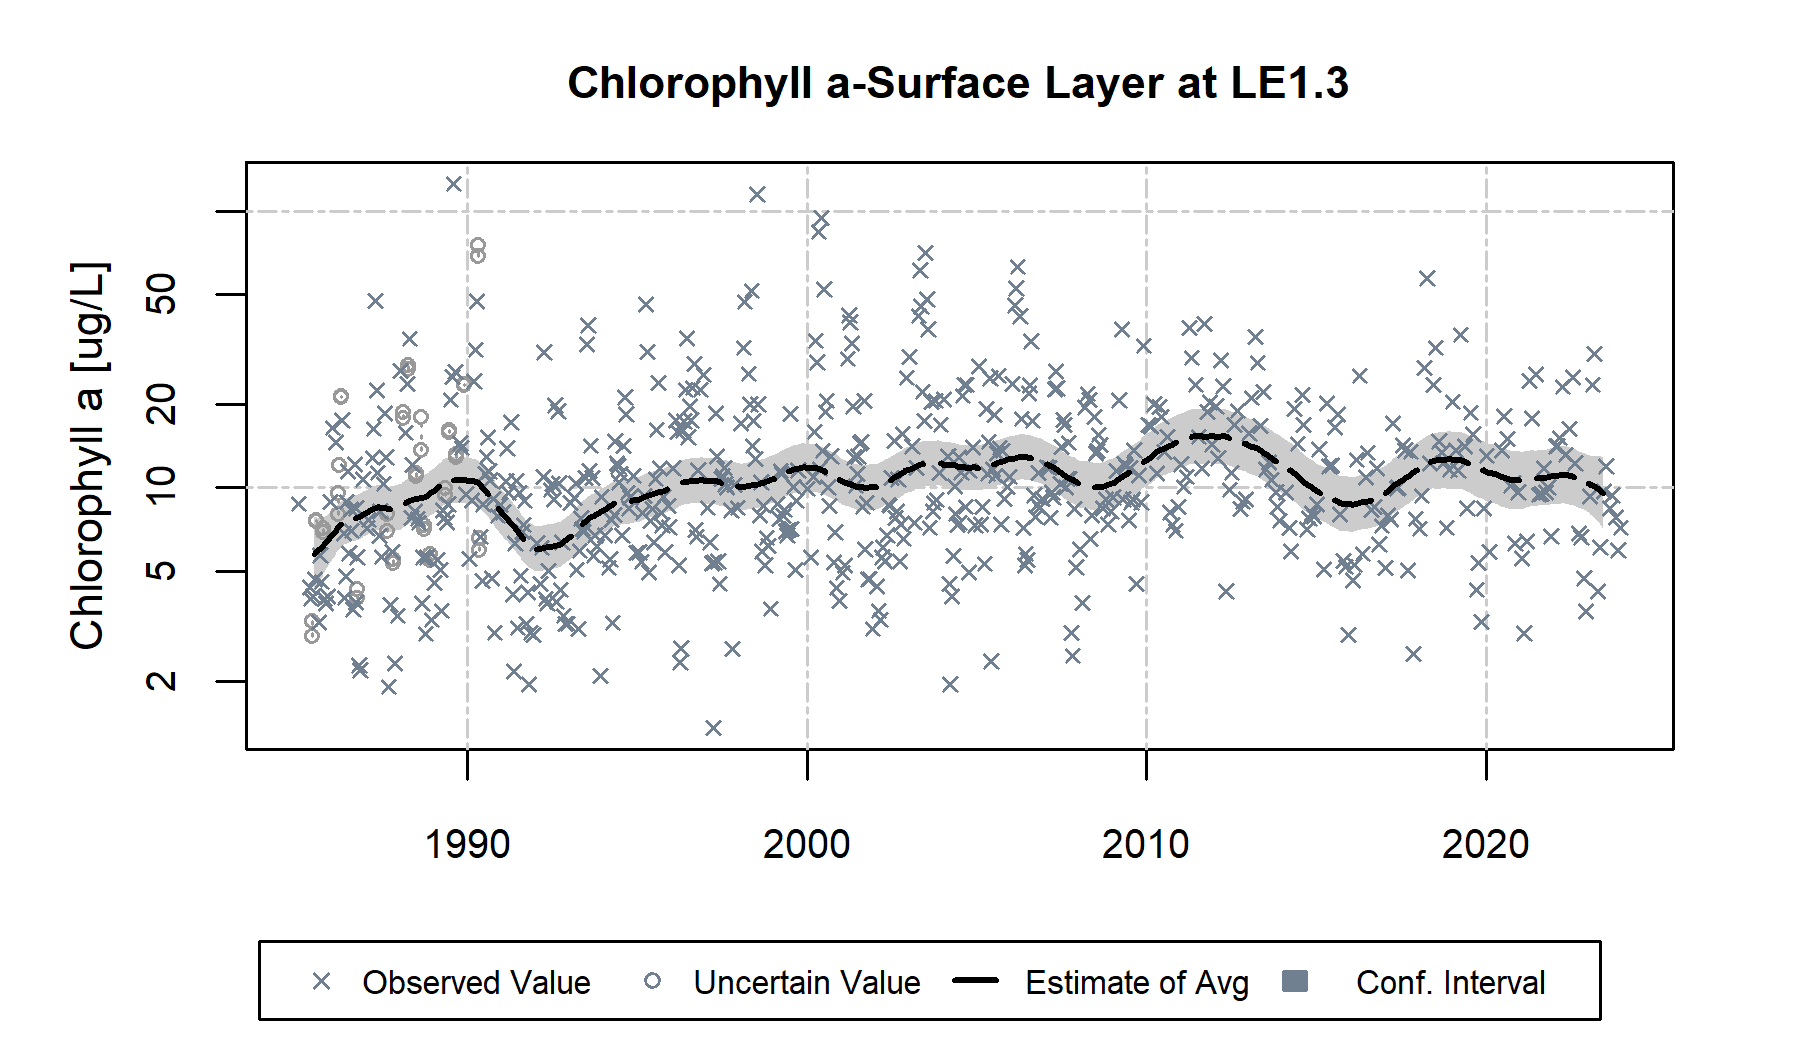 Chlorophyll a-Surface Layer at LE1.3
Chlorophyll a [ug/L]
50
20
10
5
2
1990 2000 2010 2020
Observed Value Uncertain Value Estimate of Avg Conf. Interval